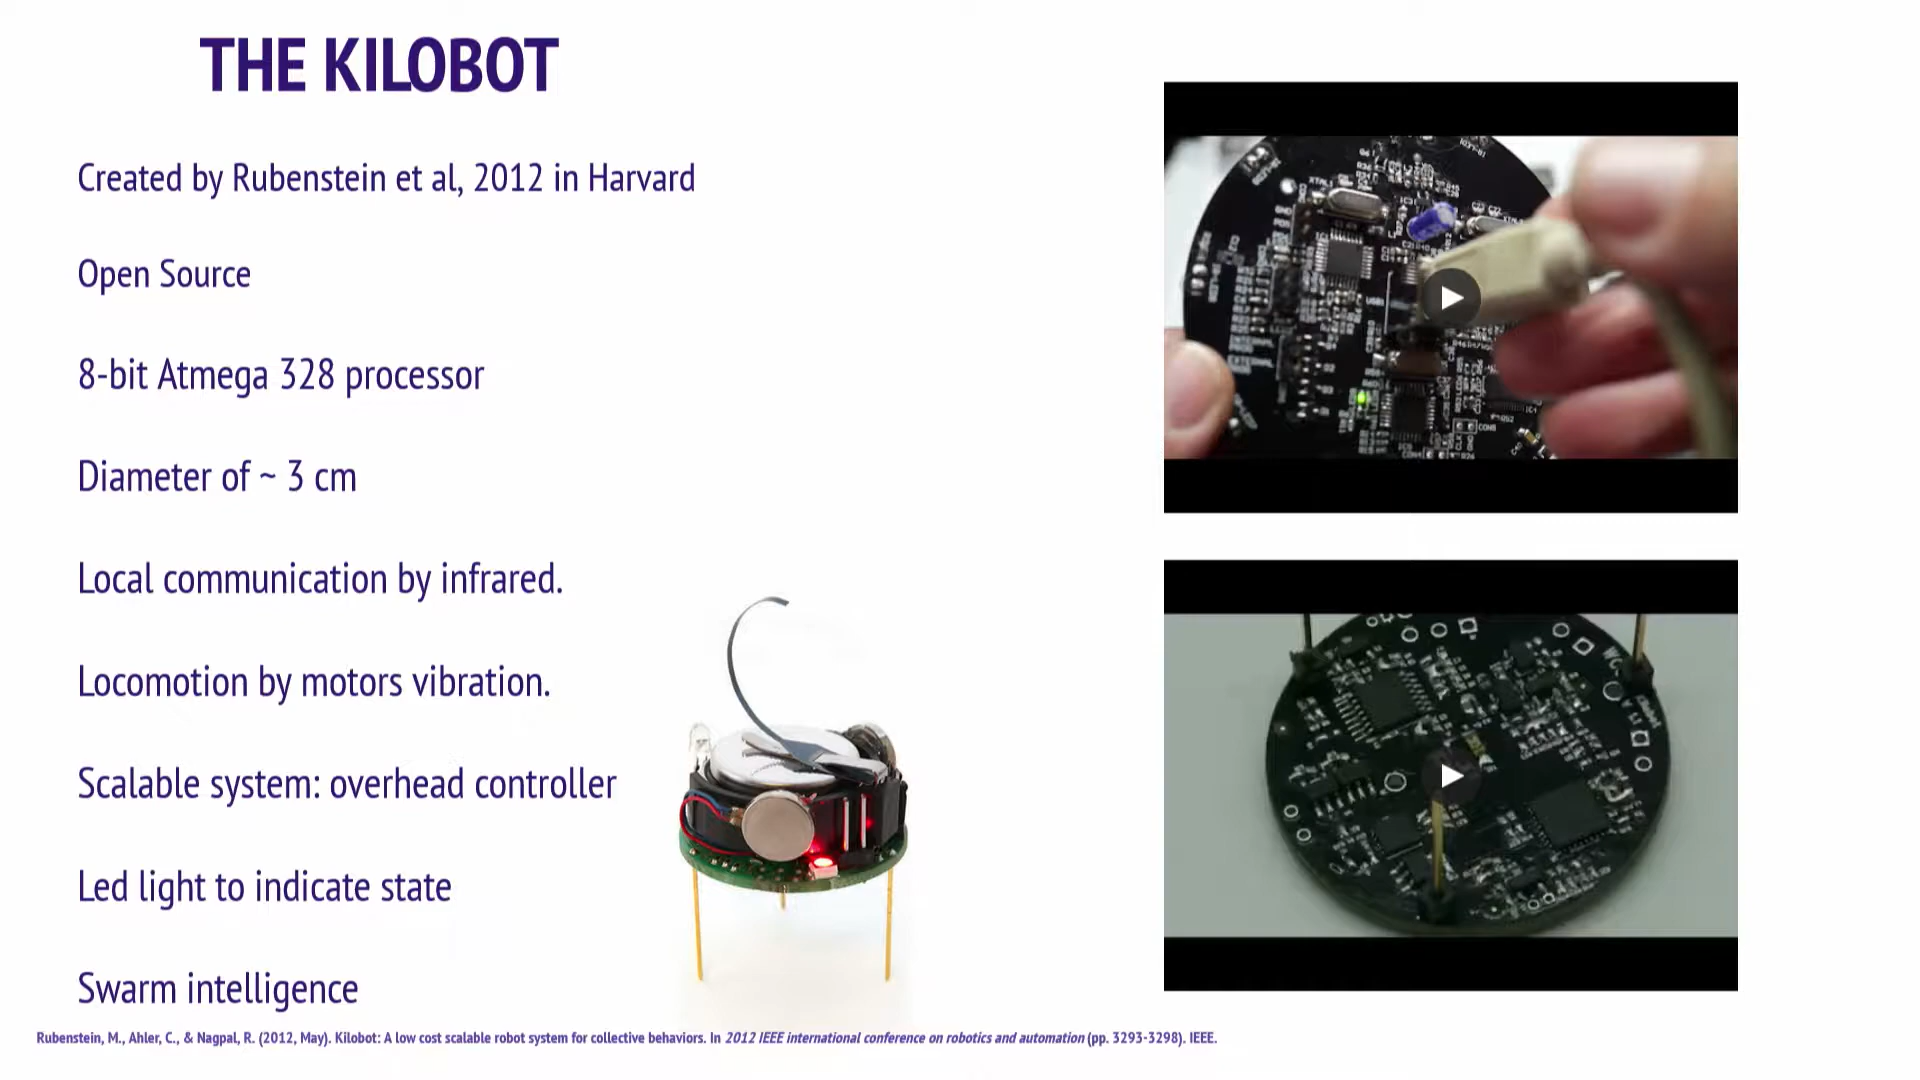 THE KILOBOT
Created by Rubenstein et al, 2012 in Harvard
Open Source
8-bit Atmega 328 processor
Diameter of ~ 3 cm
Local communication by infrared.
Locomotion by motors vibration.
Scalable system: overhead controller
Led light to indicate state
Swarm intelligence
Rubenstein, M., Ahler, C., & Nagpal, R. (2012, May). Kilobot: A low cost scalable robot system for collective behaviors. In 2012 IEEE international conference on robotics and automation (pp. 3293-3298). IEEE.